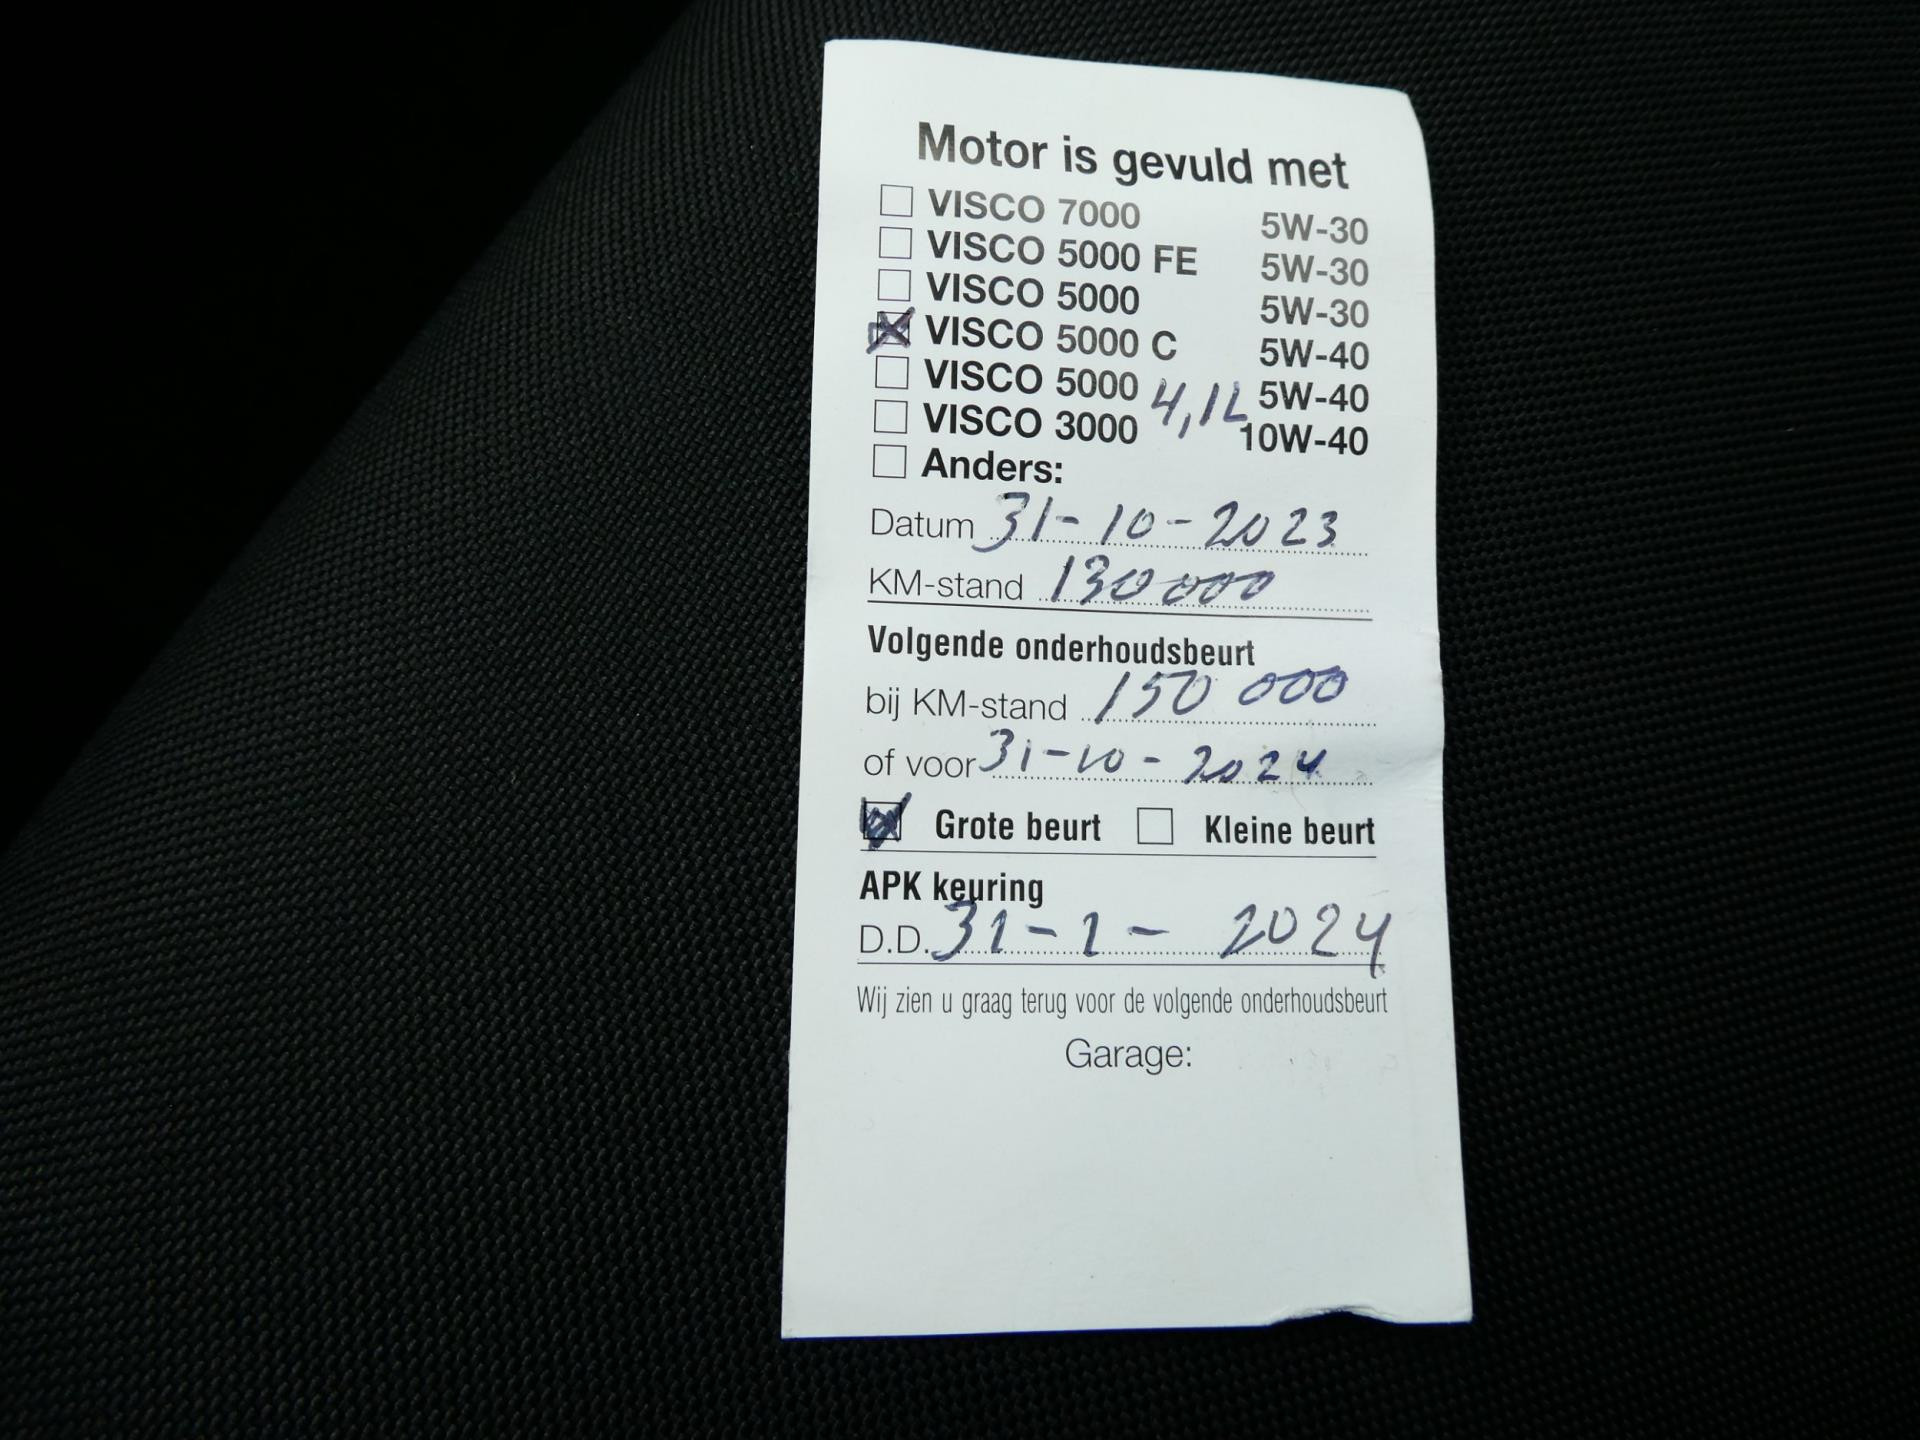 Motor is gevuld met
VISCO 7000 5W-30
VISCO 5000 FE 5W-30
VISCO 5000 5W-30
VISCO 5000 C 5W-40
VISCO 5000 4,1L 5W-40
VISCO 3000 10W-40
Anders:
Datum 31-10-2023
KM-stand 130000
Volgende onderhoudsbeurt
bij KM-stand 150 000
of voor 31-10-2024
Grote beurt Kleine beurt
APK keuring
D.D. 31-1-2024
Wij zien u graag terug voor de volgende onderhoudsbeurt
Garage: